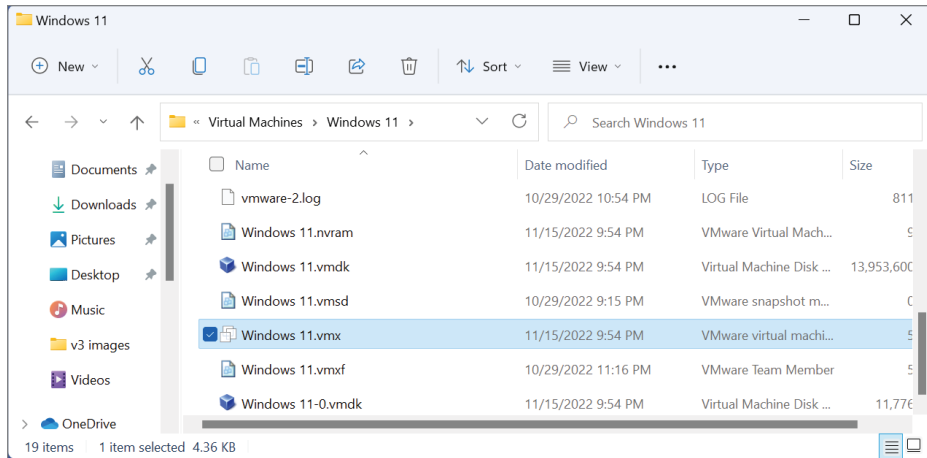 Windows 11
New Sort View
« Virtual Machines > Windows 11 > Search Windows 11
Documents
Downloads
Pictures
Desktop
Music
v3 images
Videos
OneDrive
Name Date modified Type Size
vmware-2.log 10/29/2022 10:54 PM LOG File 811
Windows 11.nvram 11/15/2022 9:54 PM VMware Virtual Mach...
Windows 11.vmdk 11/15/2022 9:54 PM Virtual Machine Disk ... 13,953,600
Windows 11.vmsd 10/29/2022 9:15 PM VMware snapshot m...
Windows 11.vmx 11/15/2022 9:54 PM VMware virtual machi...
Windows 11.vmxf 10/29/2022 11:16 PM VMware Team Member
Windows 11-0.vmdk 11/15/2022 9:54 PM Virtual Machine Disk ... 11,776
19 items 1 item selected 4.36 KB